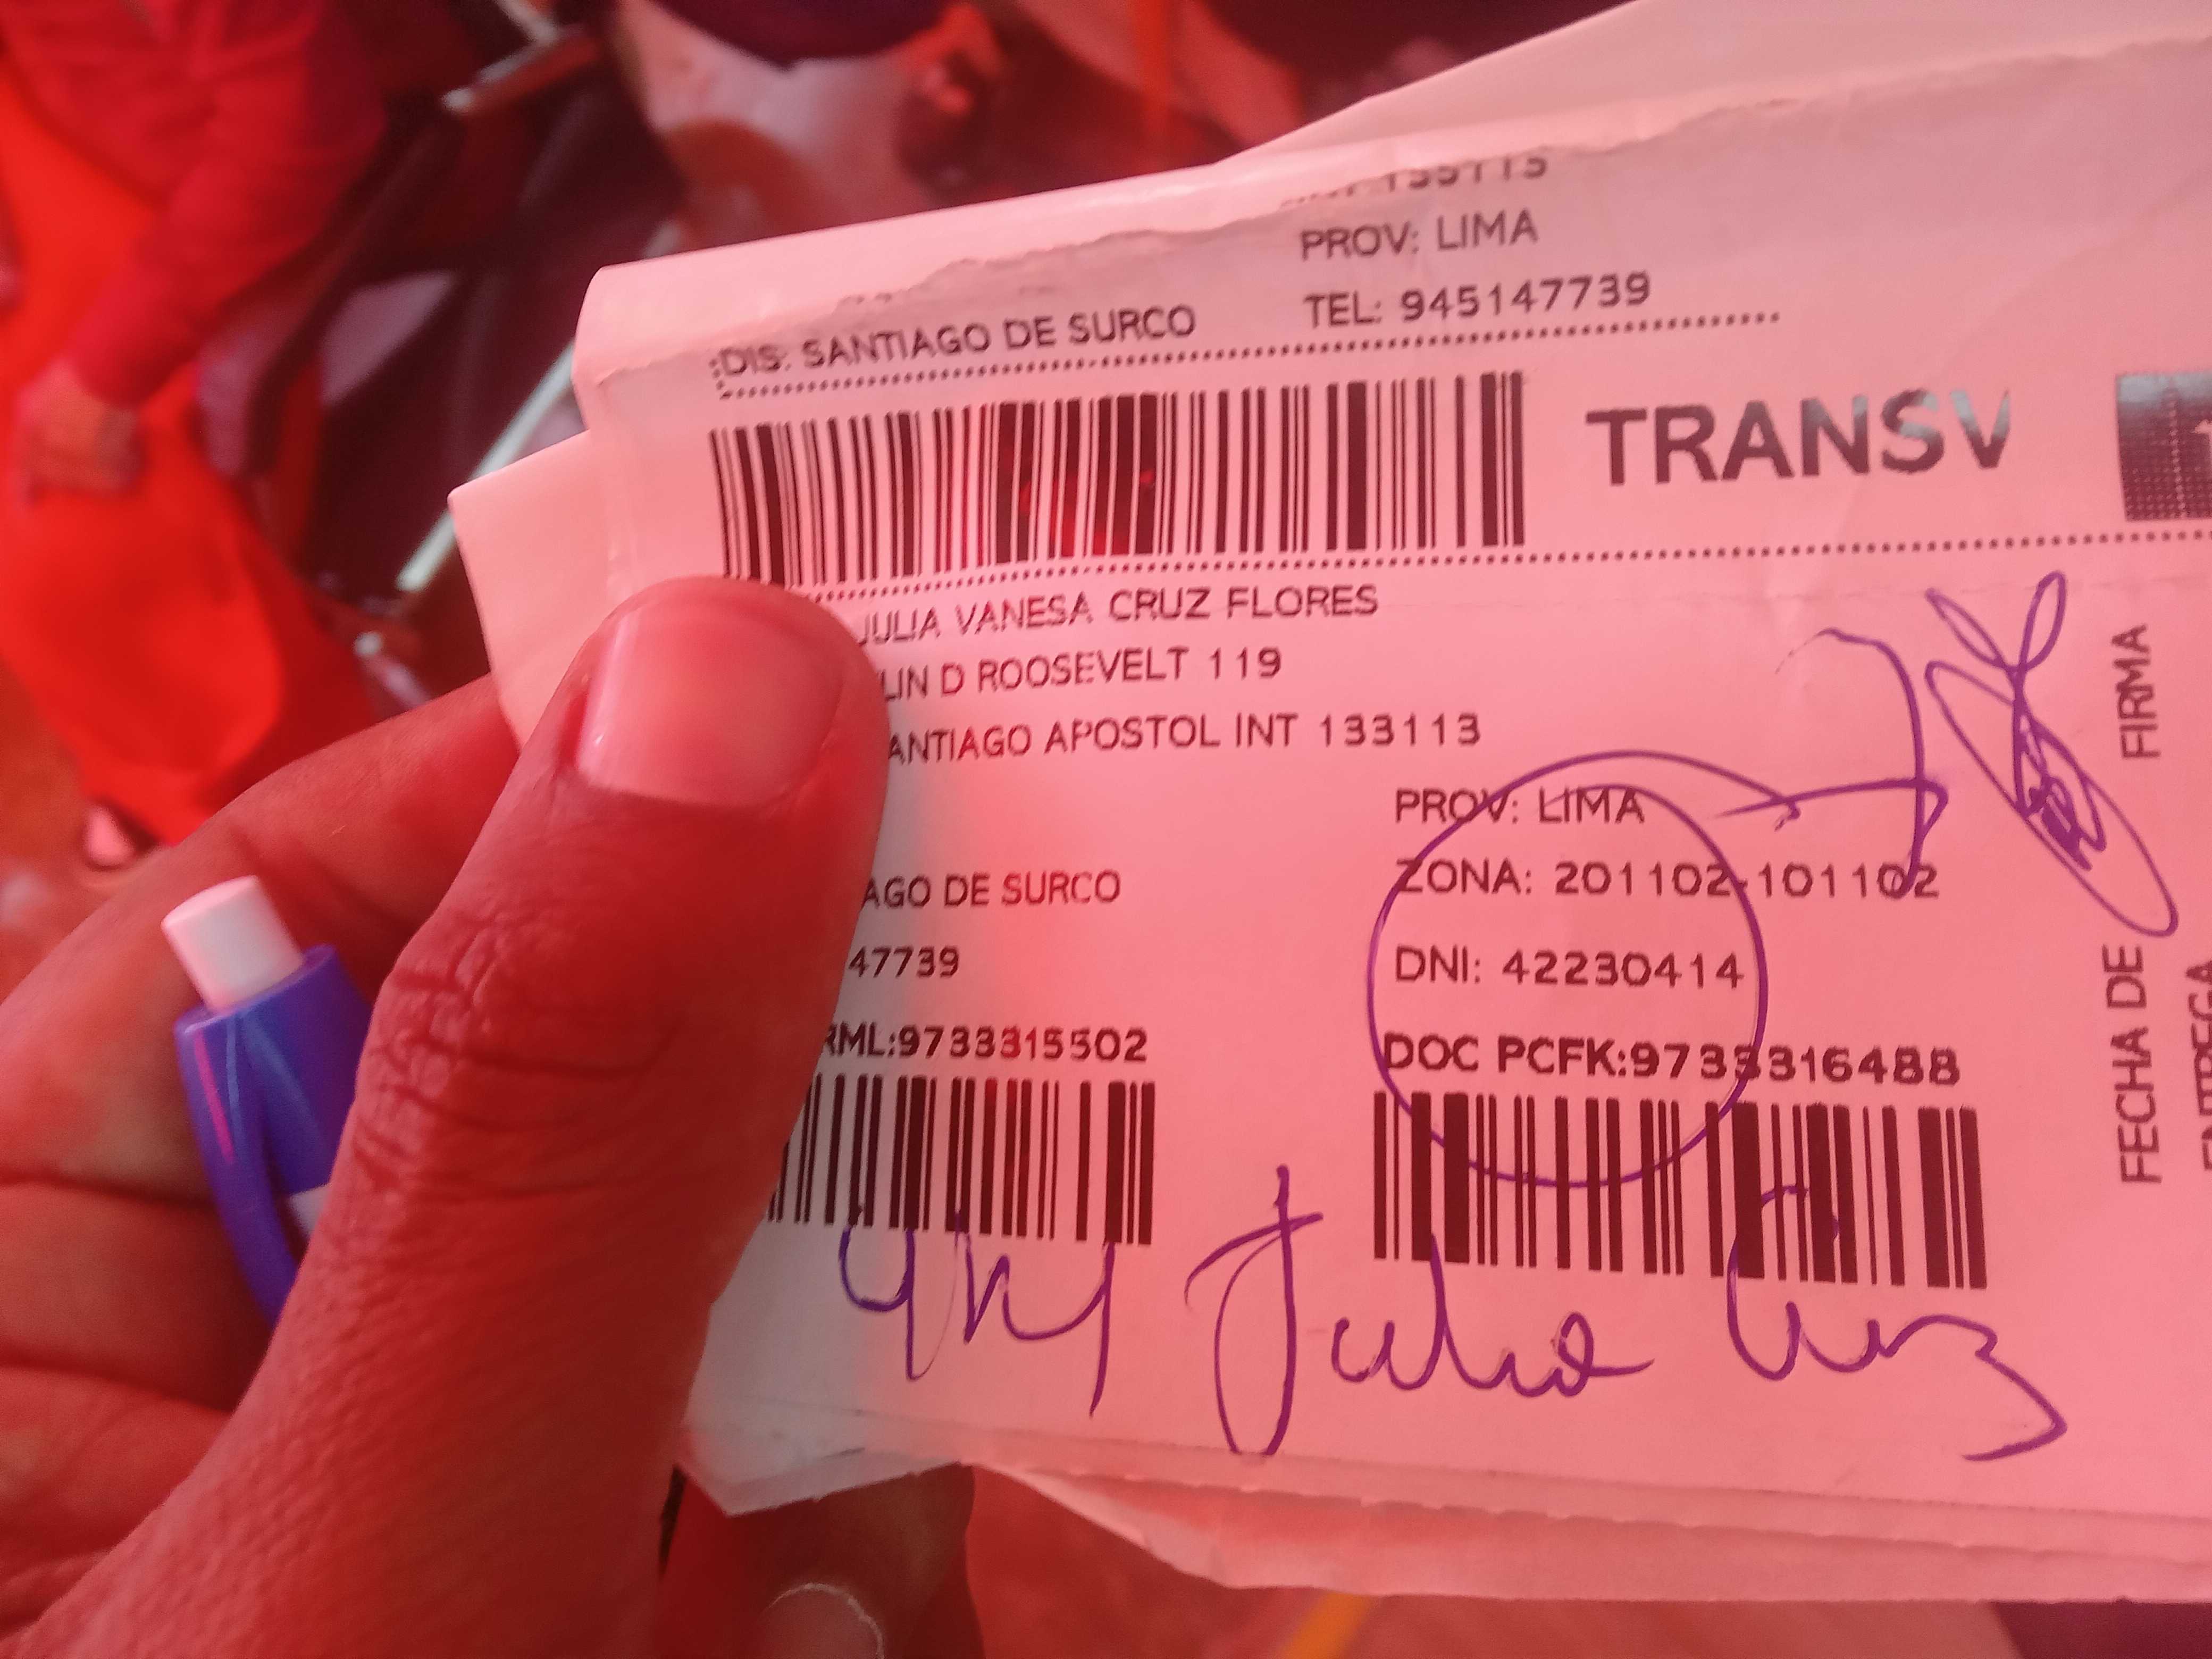 PROV: LIMA
DIS: SANTIAGO DE SURCO TEL: 945147739
TRANSV
JULIA VANESA CRUZ FLORES
LIN D ROOSEVELT 119
ANTIAGO APOSTOL INT 133113
PROV: LIMA
AGO DE SURCO ZONA: 201102-101102
47739 DNI: 42230414
RML:9733315502 DOC PCFK:9733316488
Julia Cruz
FIRMA
FECHA DE
ENTREGA